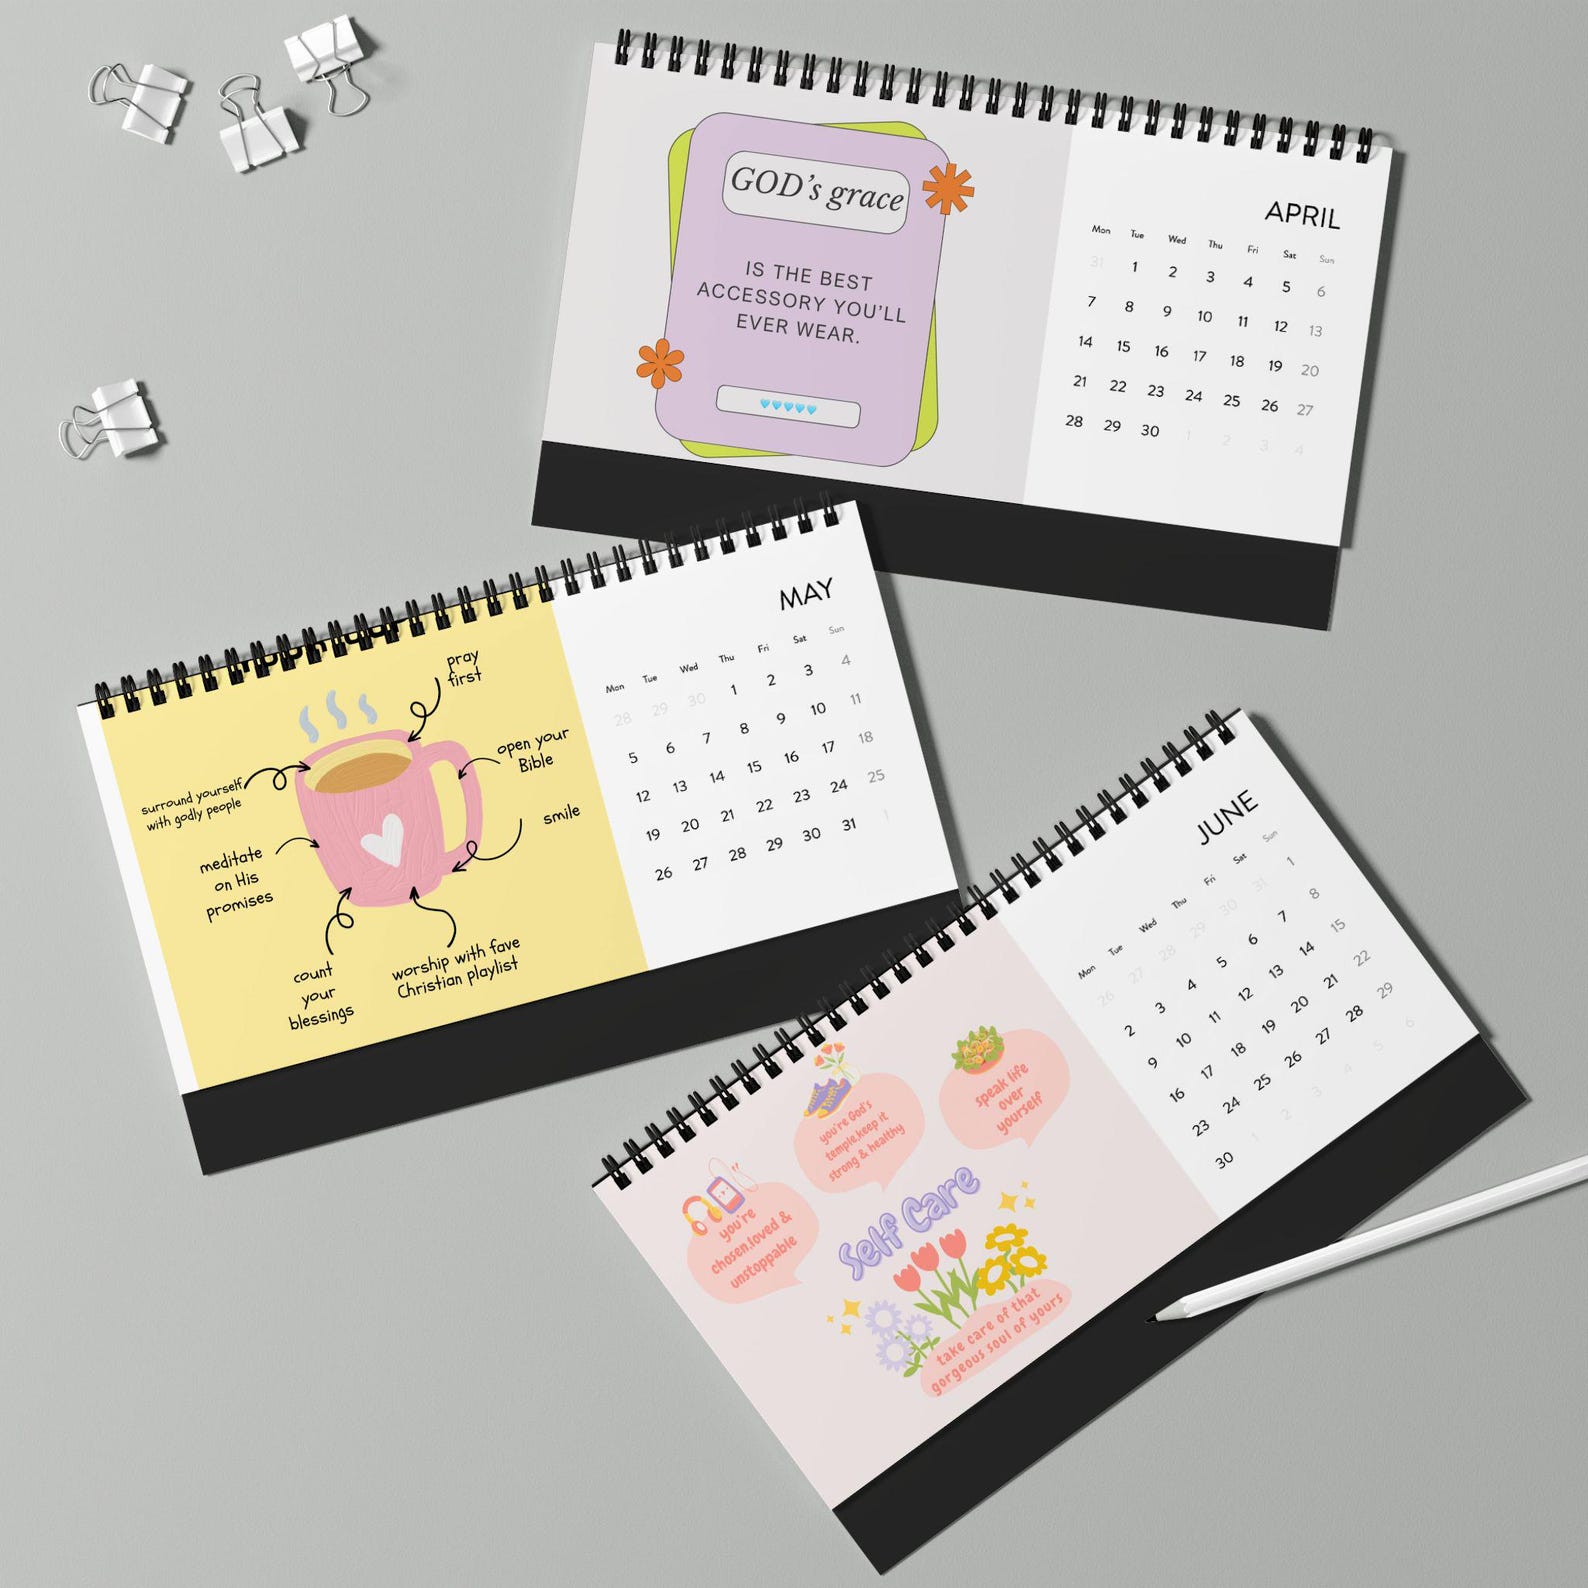 GOD's grace
IS THE BEST
ACCESSORY YOU'LL
EVER WEAR.
APRIL
Mon Tue Wed Thu Fri Sat Sun
31 1 2 3 4 5 6
7 8 9 10 11 12 13
14 15 16 17 18 19 20
21 22 23 24 25 26 27
28 29 30 1 2 3 4
pray
first
open your
Bible
smile
surround yourself
with godly people
meditate
on His
promises
count
your
blessings
worship with fave
Christian playlist
MAY
Mon Tue Wed Thu Fri Sat Sun
28 29 30 1 2 3 4
5 6 7 8 9 10 11
12 13 14 15 16 17 18
19 20 21 22 23 24 25
26 27 28 29 30 31 1
you're God's
temple,keep it
strong & healthy
speak life
over
yourself
you're
chosen,loved &
unstoppable
Self Care
take care of that
gorgeous soul of yours
JUNE
Mon Tue Wed Thu Fri Sat Sun
26 27 28 29 30 31 1
2 3 4 5 6 7 8
9 10 11 12 13 14 15
16 17 18 19 20 21 22
23 24 25 26 27 28 29
30 1 2 3 4 5 6